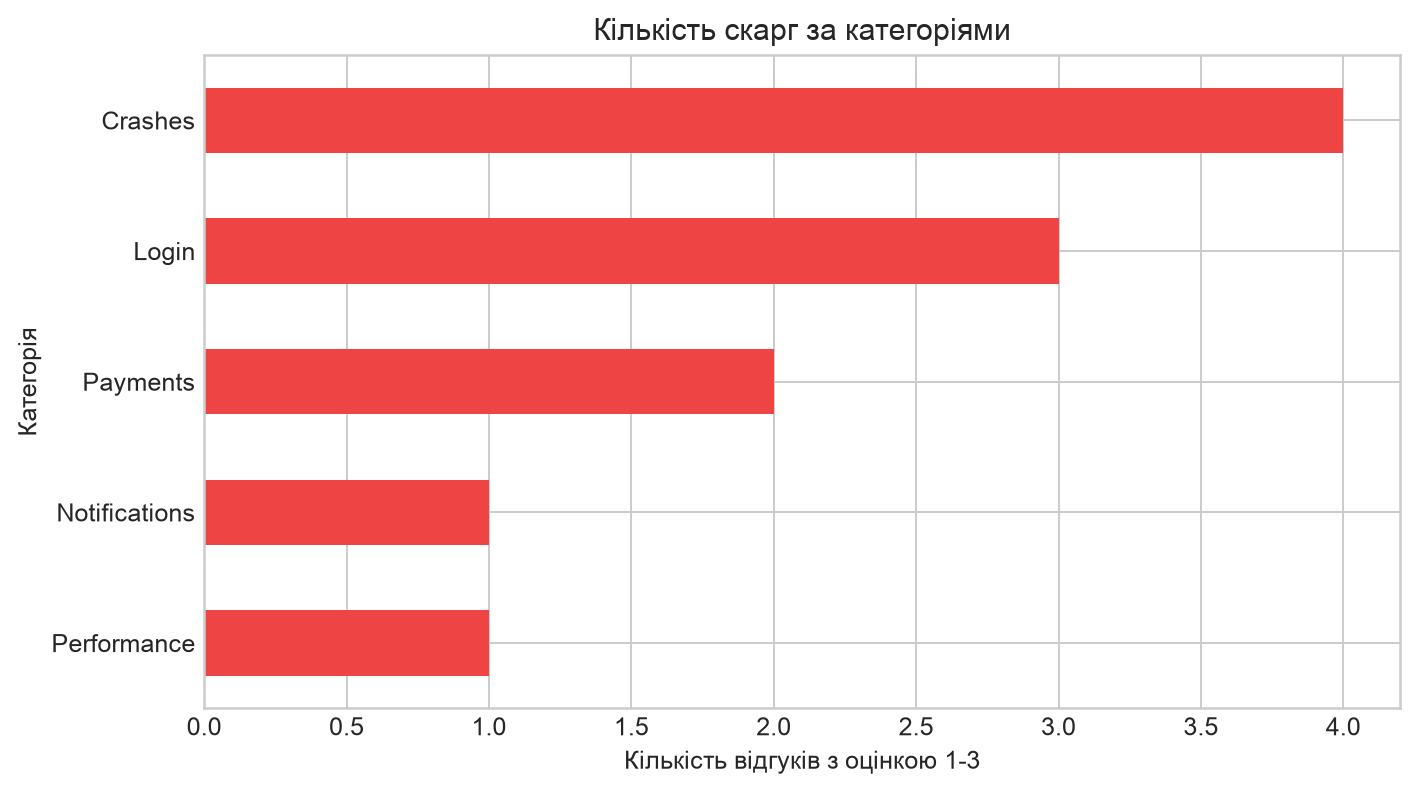 Кількість скарг за категоріями
Категорія
Crashes
Login
Payments
Notifications
Performance
0.0 0.5 1.0 1.5 2.0 2.5 3.0 3.5 4.0
Кількість відгуків з оцінкою 1-3